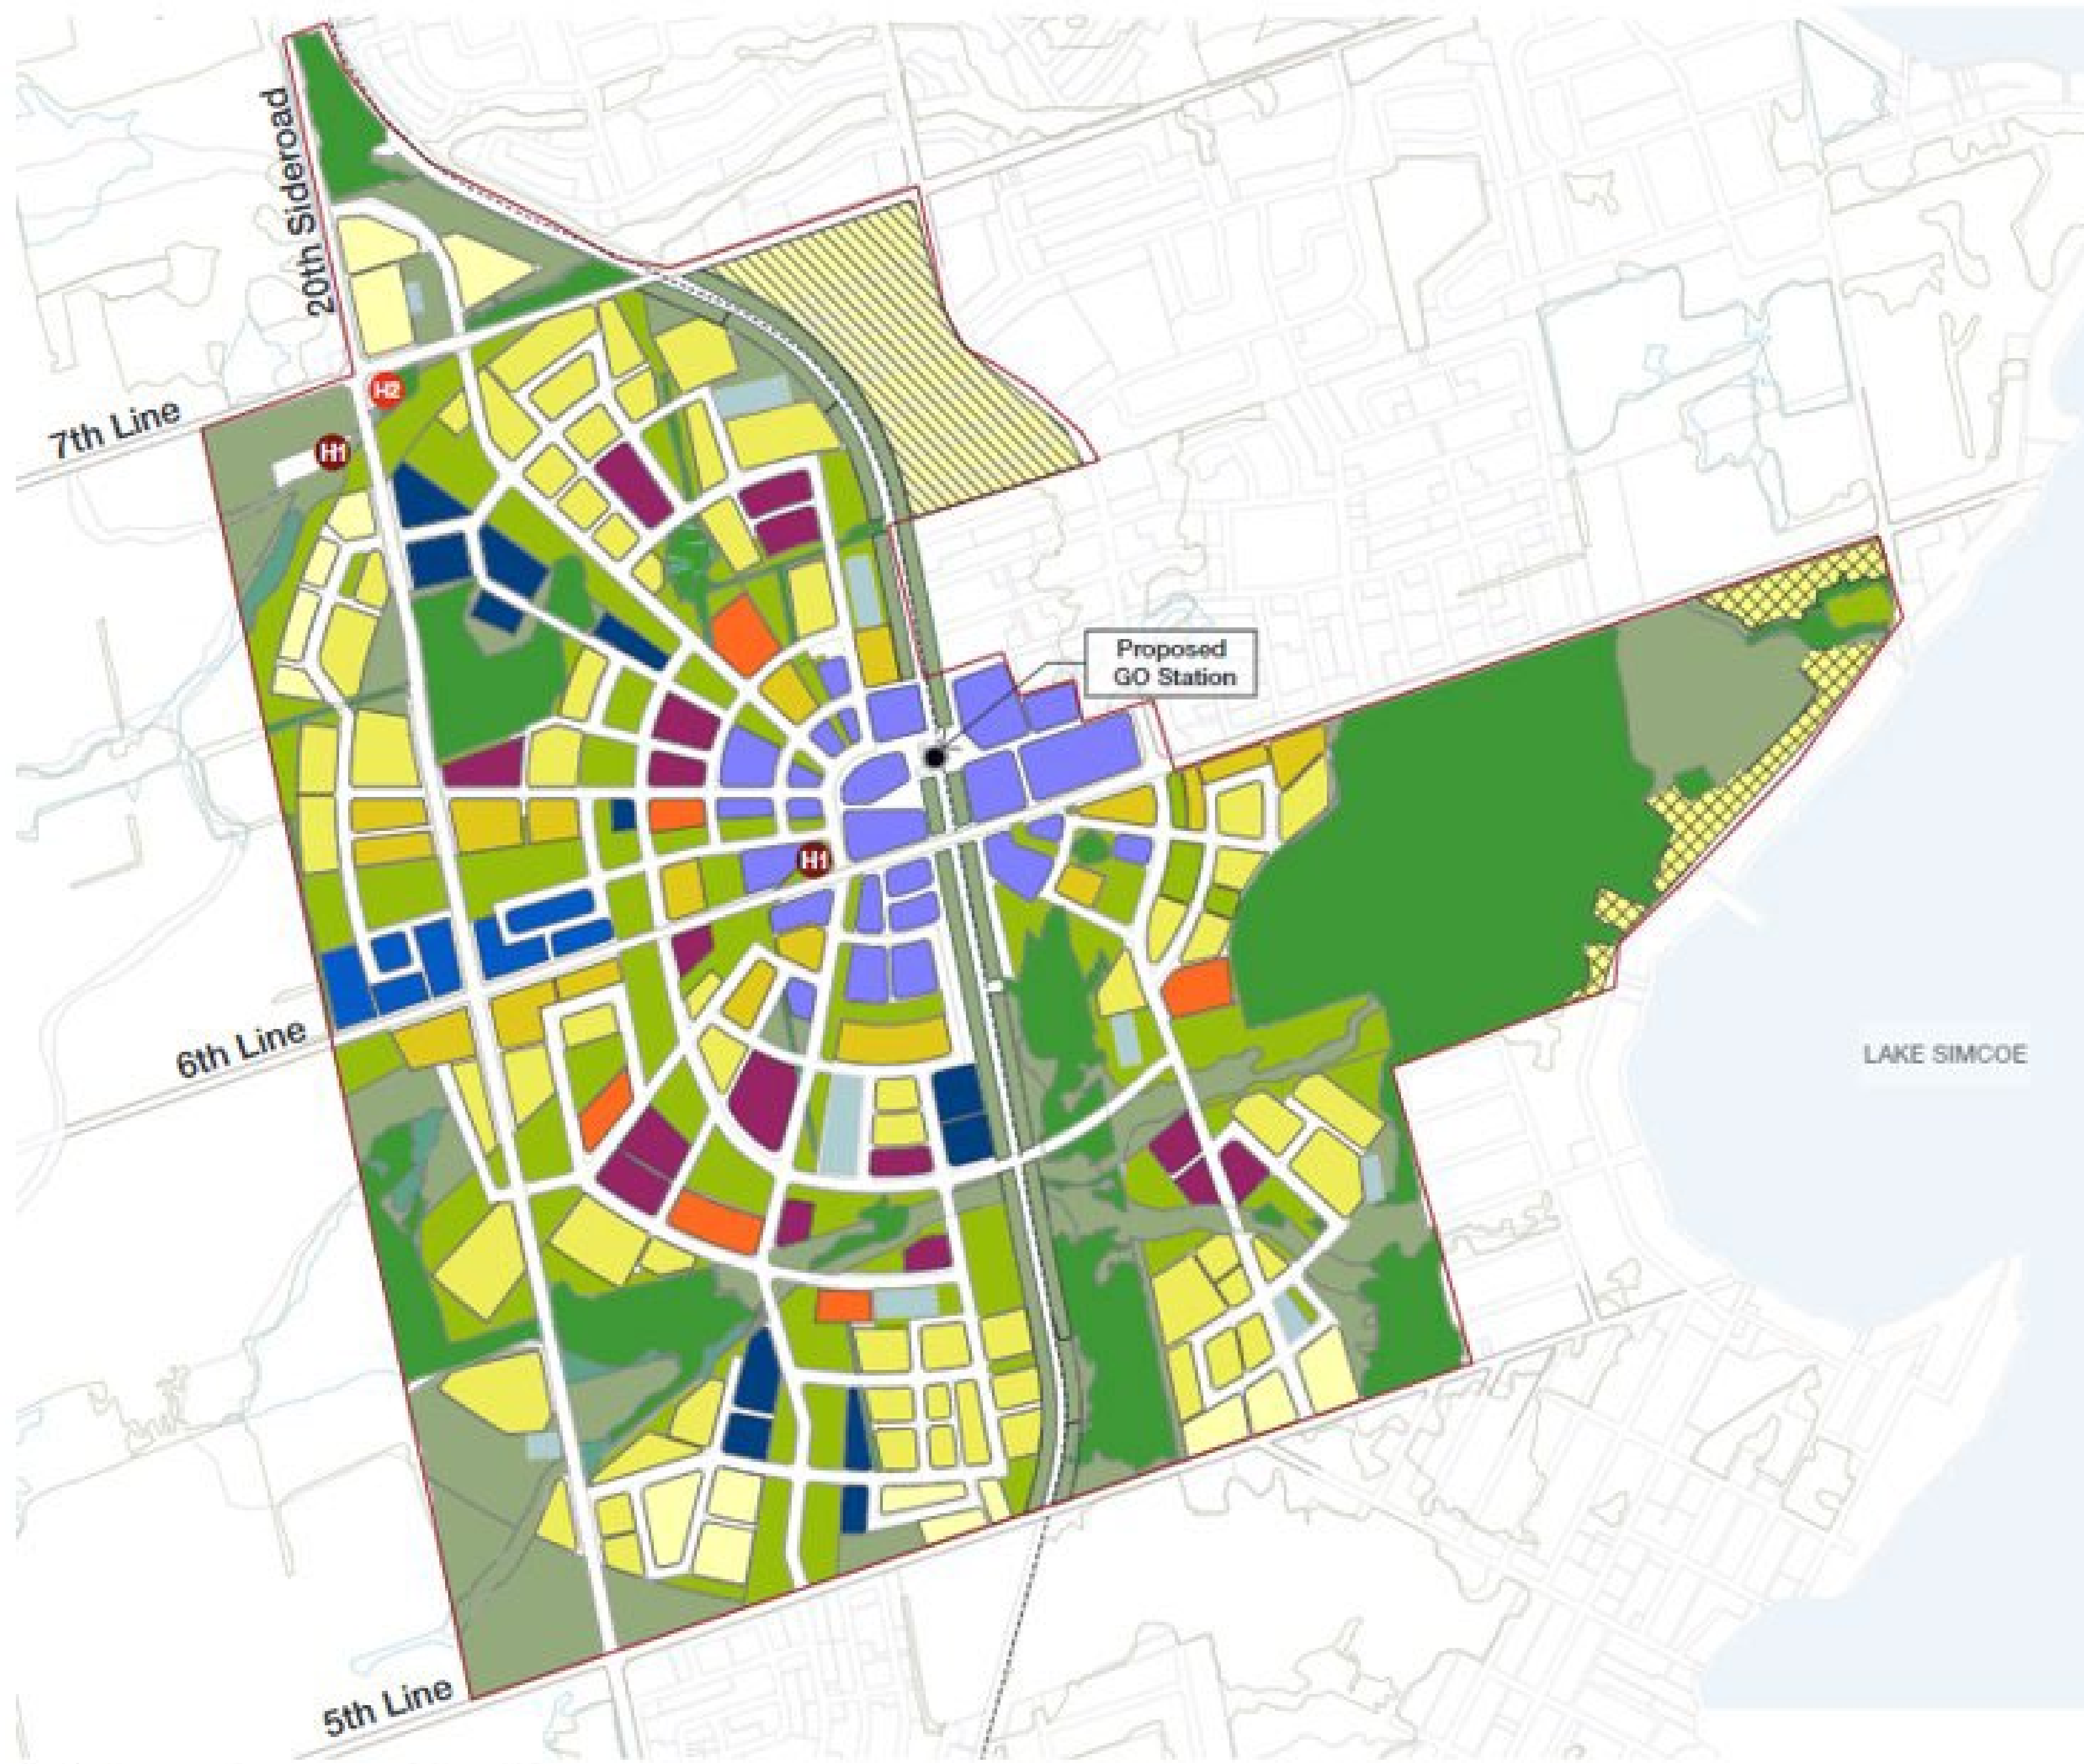 20th Sideroad
7th Line
H2
H1
Proposed
GO Station
H1
6th Line
LAKE SIMCOE
5th Line